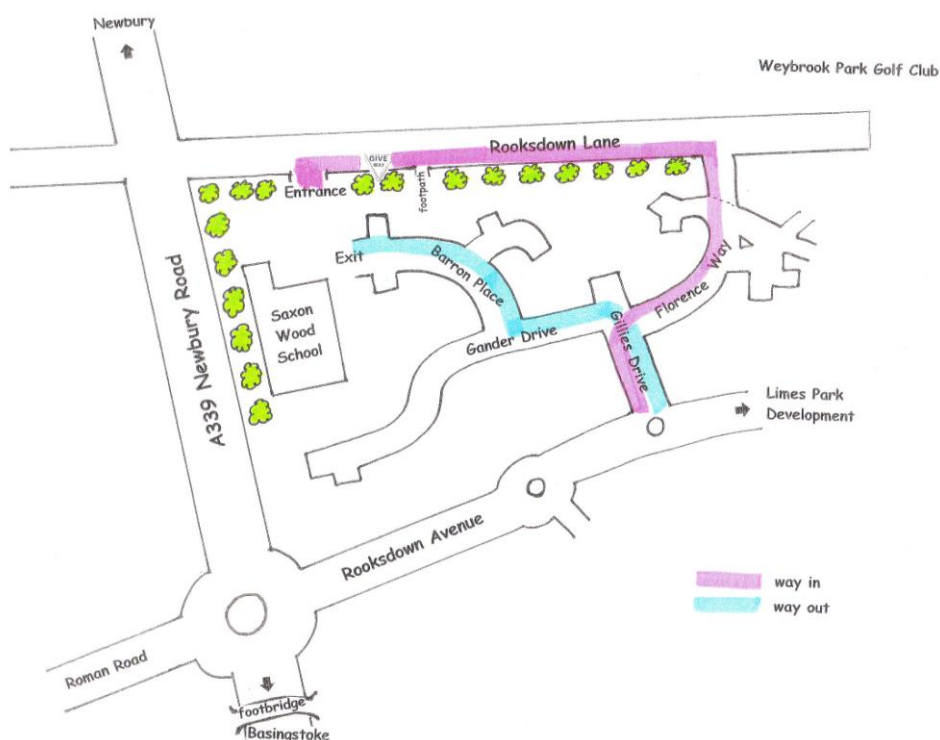 Newbury
Weybrook Park Golf Club
Rooksdown Lane
GIVE
WAY
Entrance
footpath
Exit
Barron Place
Florence Way
A339 Newbury Road
Saxon
Wood
School
Gander Drive
Gillies Drive
Limes Park
Development
Rooksdown Avenue
way in
way out
Roman Road
footbridge
Basingstoke